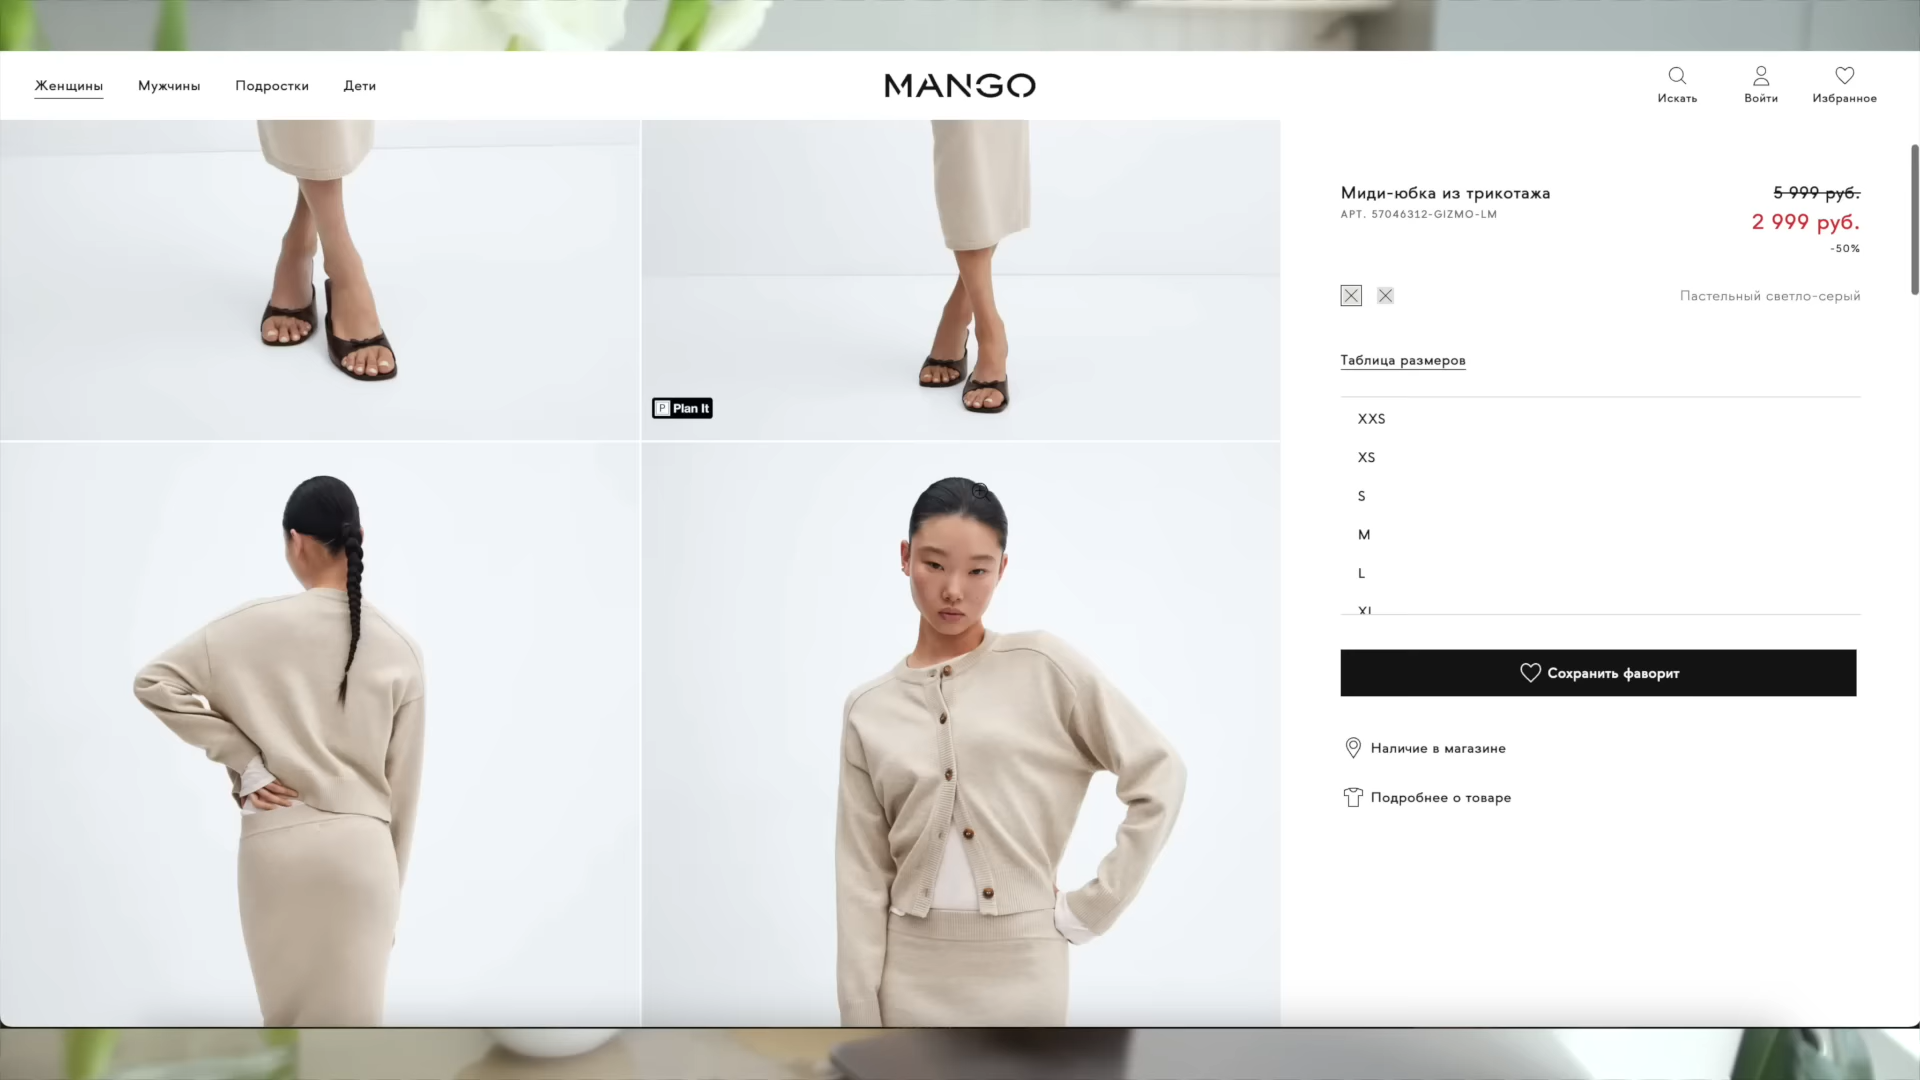 Женщины
Мужчины
Подростки
Дети
MANGO
Искать
Войти
Избранное
Миди-юбка из трикотажа
5 999 руб.
АРТ. 57046312-GIZMO-LM
2 999 руб.
-50%
Пастельный светло-серый
Таблица размеров
P Plan It
XXS
XS
S
M
L
XL
Сохранить фаворит
Наличие в магазине
Подробнее о товаре